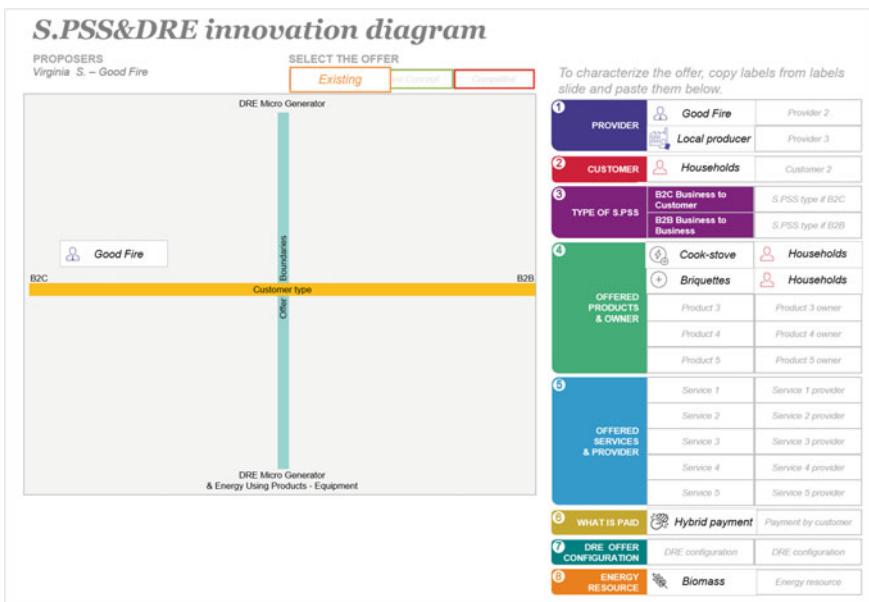 S.PSS&DRE innovation diagram
PROPOSERS
Virginia S. – Good Fire
SELECT THE OFFER
Existing
Concept
Competitor
To characterize the offer, copy labels from labels
slide and paste them below.
DRE Micro Generator
Good Fire
B2C
B2B
Customer type
Offer Boundaries
DRE Micro Generator
& Energy Using Products - Equipment
1
PROVIDER
Good Fire
Provider 2
Local producer
Provider 3
2
CUSTOMER
Households
Customer 2
3
TYPE OF S.PSS
B2C Business to
Customer
S.PSS type if B2C
B2B Business to
Business
S.PSS type if B2B
4
OFFERED
PRODUCTS
& OWNER
Cook-stove
Households
Briquettes
Households
Product 3
Product 3 owner
Product 4
Product 4 owner
Product 5
Product 5 owner
5
OFFERED
SERVICES
& PROVIDER
Service 1
Service 1 provider
Service 2
Service 2 provider
Service 3
Service 3 provider
Service 4
Service 4 provider
Service 5
Service 5 provider
6
WHAT IS PAID
Hybrid payment
Payment by customer
7
DRE OFFER
CONFIGURATION
DRE configuration
DRE configuration
8
ENERGY
RESOURCE
Biomass
Energy resource